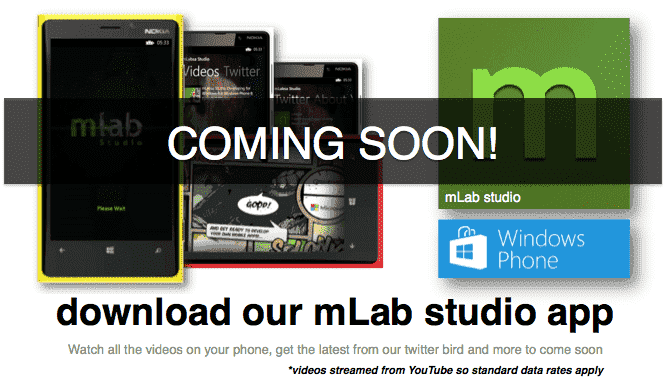 NOKIA
05:33
NOKIA
NOKIA
mLabsa Studio
Videos Twitter
Twitter About
mLab
Studio
COMING SOON!
Please Wait
GOOD!
AND GET READY TO DEVELOP
YOUR OWN MOBILE APPS!
mLab studio
Windows
Phone
download our mLab studio app
Watch all the videos on your phone, get the latest from our twitter bird and more to come soon
*videos streamed from YouTube so standard data rates apply